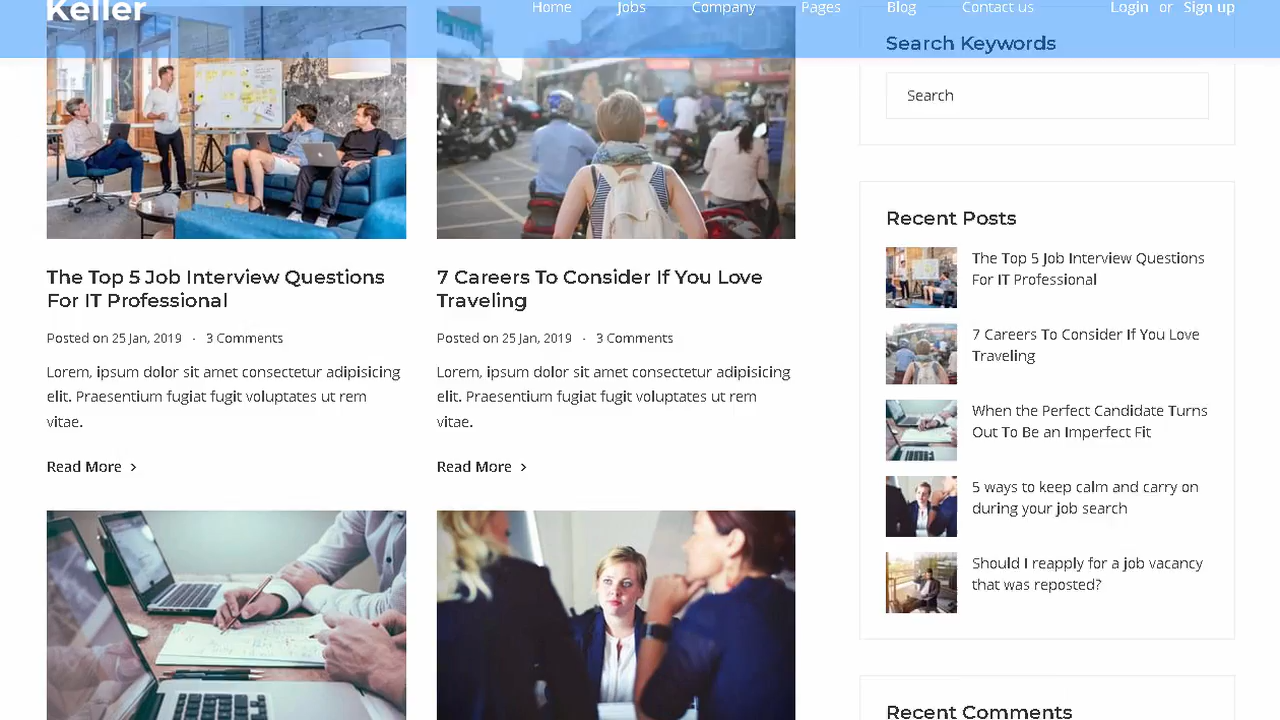 Keller
Home Jobs Company Pages Blog Contact us Login or Sign up
The Top 5 Job Interview Questions
For IT Professional
Posted on 25 Jan, 2019 · 3 Comments
Lorem, ipsum dolor sit amet consectetur adipisicing
elit. Praesentium fugiat fugit voluptates ut rem
vitae.
Read More
7 Careers To Consider If You Love
Traveling
Posted on 25 Jan, 2019 · 3 Comments
Lorem, ipsum dolor sit amet consectetur adipisicing
elit. Praesentium fugiat fugit voluptates ut rem
vitae.
Read More
Search Keywords
Search
Recent Posts
The Top 5 Job Interview Questions
For IT Professional
7 Careers To Consider If You Love
Traveling
When the Perfect Candidate Turns
Out To Be an Imperfect Fit
5 ways to keep calm and carry on
during your job search
Should I reapply for a job vacancy
that was reposted?
Recent Comments